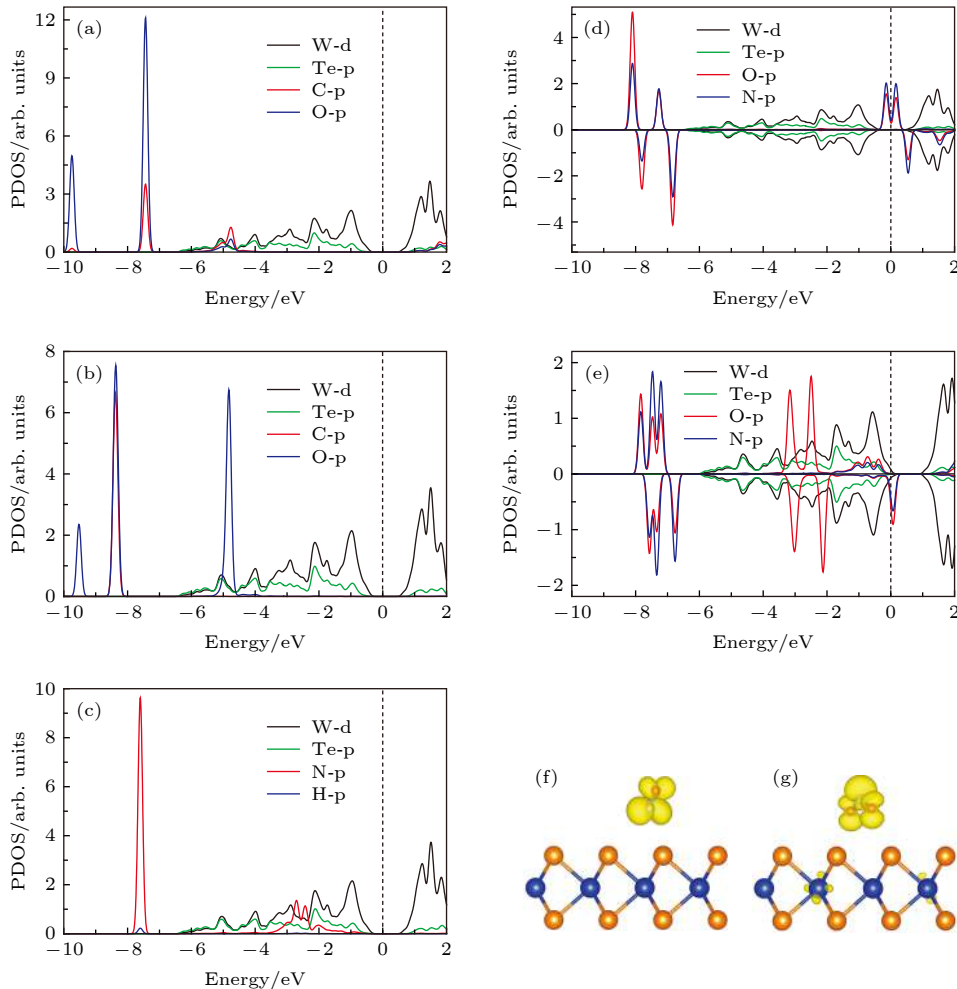 (a)
W-d
Te-p
C-p
O-p
PDOS/arb. units
12
9
6
3
0
−10 −8 −6 −4 −2 0 2
Energy/eV
(b)
W-d
Te-p
C-p
O-p
PDOS/arb. units
8
6
4
2
0
−10 −8 −6 −4 −2 0 2
Energy/eV
(c)
W-d
Te-p
N-p
H-p
PDOS/arb. units
10
8
6
4
2
0
−10 −8 −6 −4 −2 0 2
Energy/eV
(d)
W-d
Te-p
O-p
N-p
PDOS/arb. units
4
2
0
−2
−4
−10 −8 −6 −4 −2 0 2
Energy/eV
(e)
W-d
Te-p
O-p
N-p
PDOS/arb. units
2
1
0
−1
−2
−10 −8 −6 −4 −2 0 2
Energy/eV
(f)
(g)